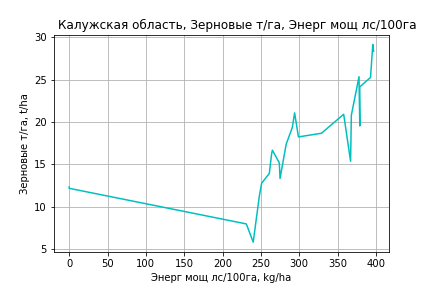 Калужская область, Зерновые т/га, Энерг мощ лс/100га
30
25
20
15
10
5
Зерновые т/га, t/ha
0 50 100 150 200 250 300 350 400
Энерг мощ лс/100га, kg/ha